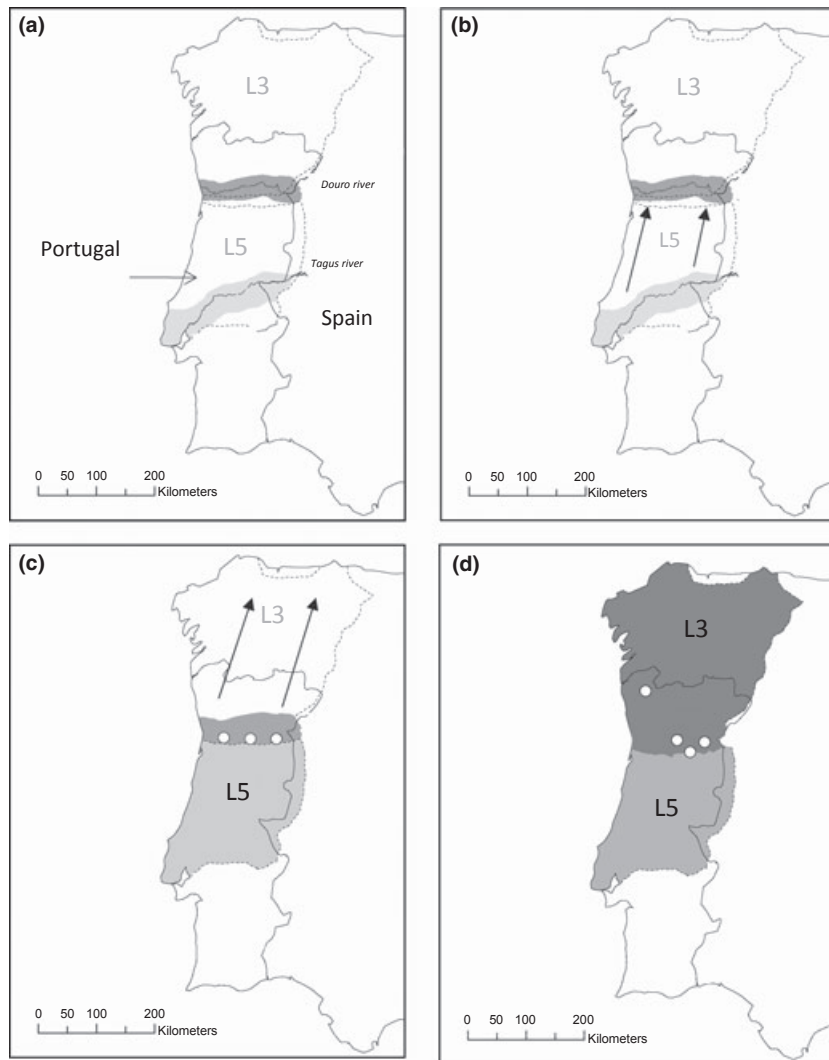 (a)
L3
Douro river
L5
Portugal
Tagus river
Spain
0 50 100 200
Kilometers
(b)
L3
L5
0 50 100 200
Kilometers
(c)
L3
L5
0 50 100 200
Kilometers
(d)
L3
L5
0 50 100 200
Kilometers